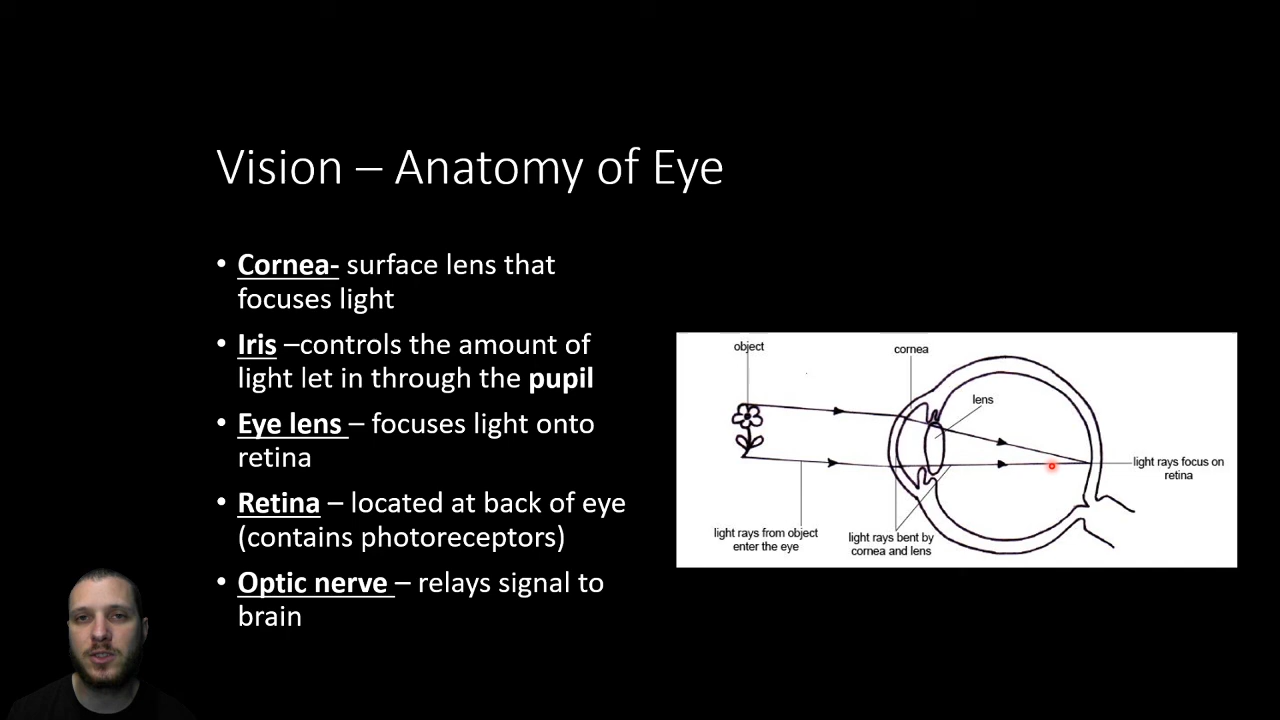 Vision – Anatomy of Eye
• Cornea- surface lens that
focuses light
• Iris –controls the amount of
light let in through the pupil
• Eye lens – focuses light onto
retina
• Retina – located at back of eye
(contains photoreceptors)
• Optic nerve – relays signal to
brain
object
cornea
lens
light rays focus on
retina
light rays from object
enter the eye
light rays bent by
cornea and lens